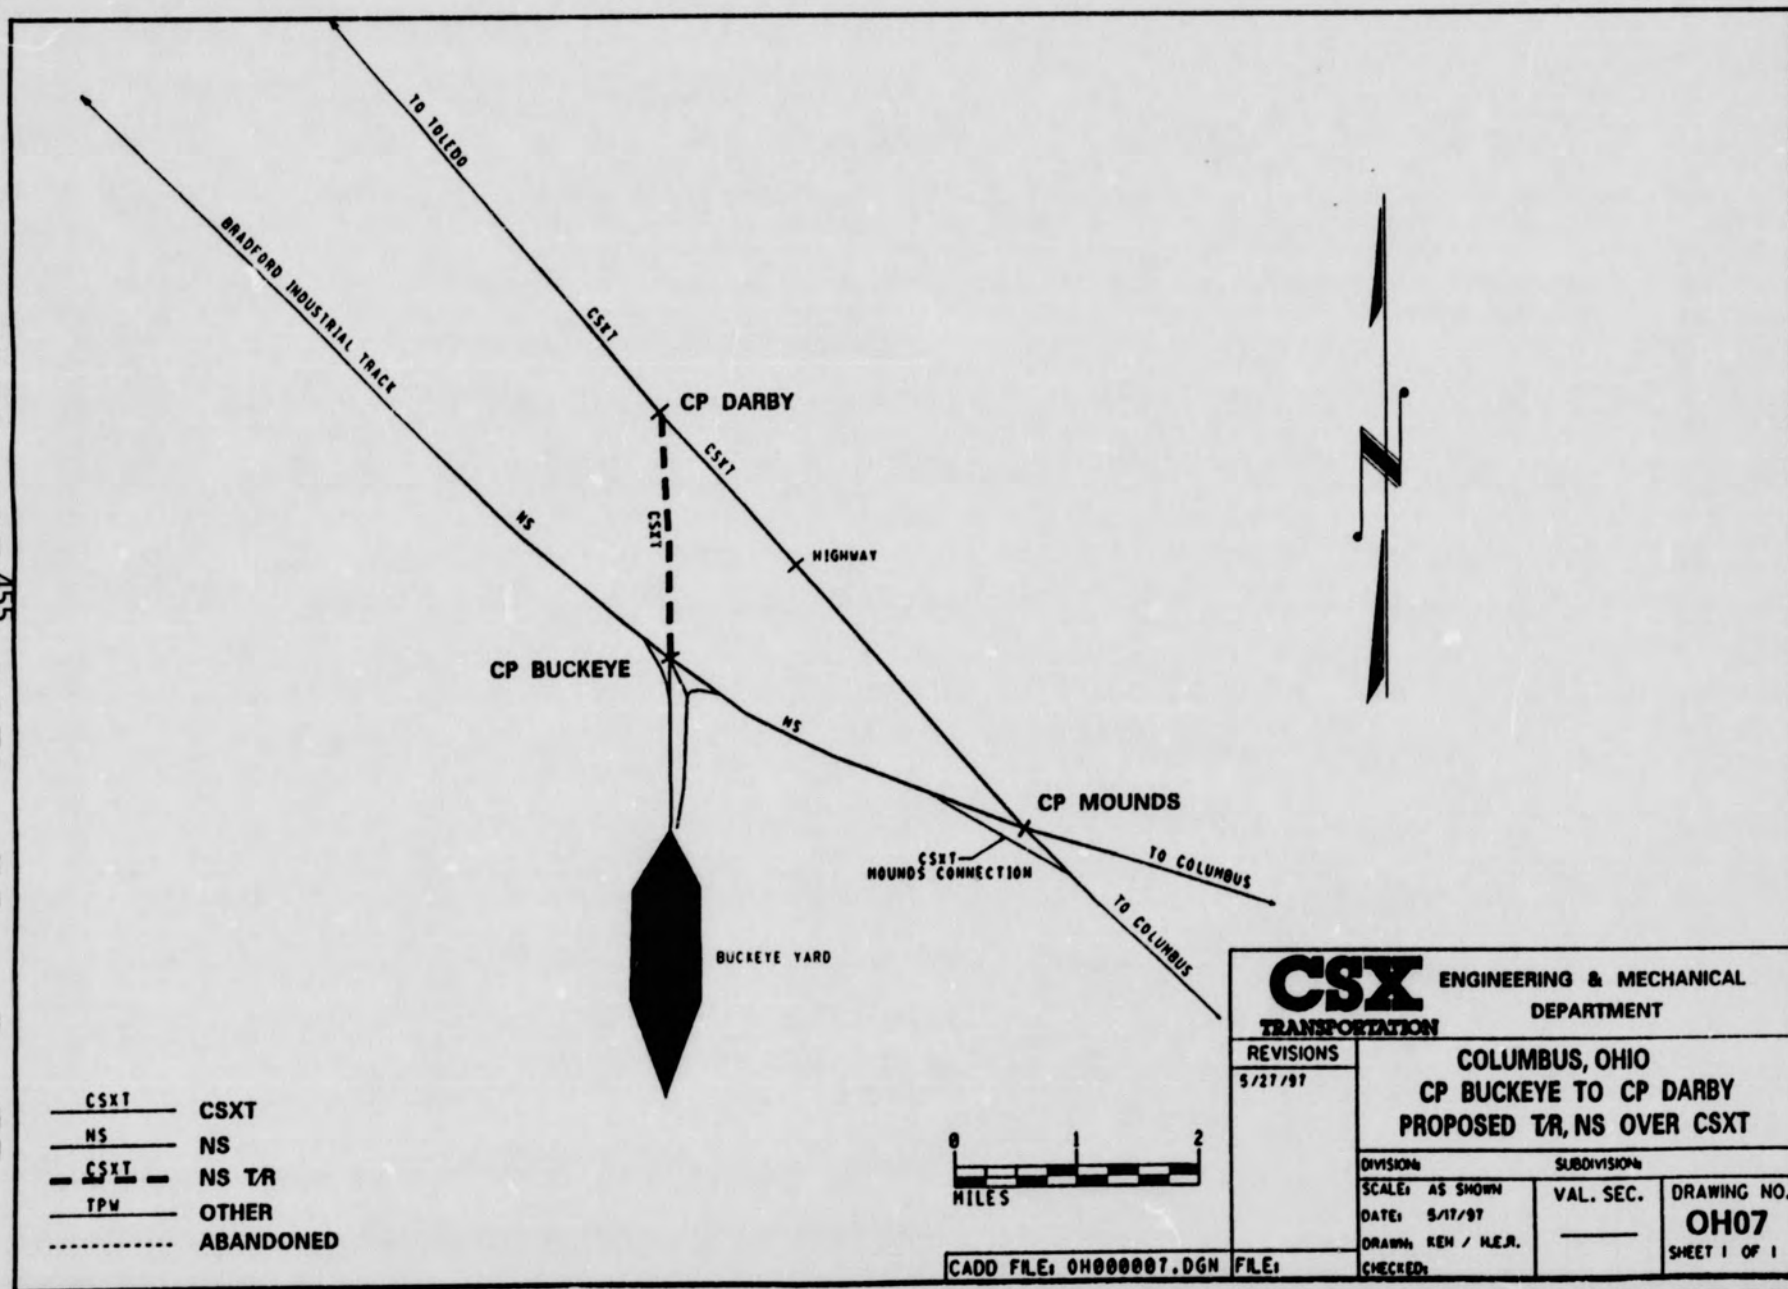 TO TOLEDO
BRADFORD INDUSTRIAL TRACK
CSXT
CP DARBY
CSXT
NS
CSXT
HIGHWAY
CP BUCKEYE
NS
CP MOUNDS
CSXT
MOUNDS CONNECTION
TO COLUMBUS
TO COLUMBUS
BUCKEYE YARD
N
CSXT CSXT
NS NS
CSXT NS T/R
TPW OTHER
ABANDONED
0 1 2
MILES
CSX
TRANSPORTATION
ENGINEERING & MECHANICAL
DEPARTMENT
REVISIONS
5/27/97
COLUMBUS, OHIO
CP BUCKEYE TO CP DARBY
PROPOSED T/R, NS OVER CSXT
DIVISION: SUBDIVISION:
SCALE: AS SHOWN
DATE: 5/17/97
DRAWN: REH / H.E.R.
CHECKED:
VAL. SEC.
DRAWING NO.
OH07
SHEET 1 OF 1
CADD FILE: OH000007.DGN
FILE: